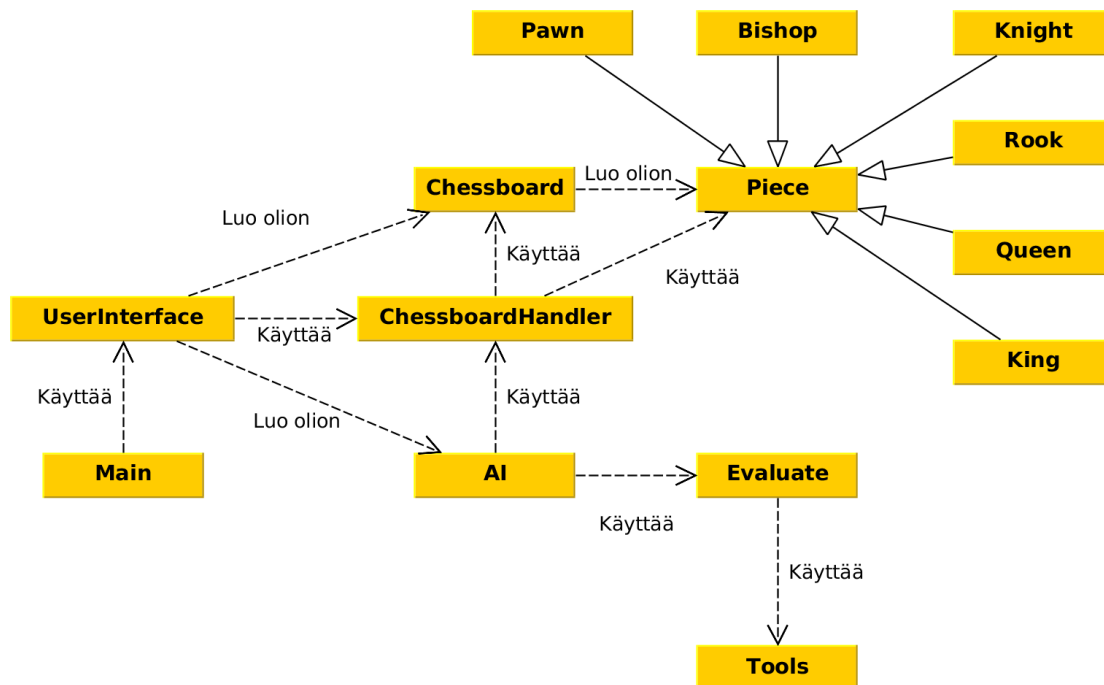 Pawn
Bishop
Knight
Rook
Luo olion
Chessboard
Piece
Luo olion
Käyttää
Queen
Käyttää
UserInterface
ChessboardHandler
Käyttää
King
Käyttää
Käyttää
Luo olion
Main
AI
Evaluate
Käyttää
Käyttää
Tools